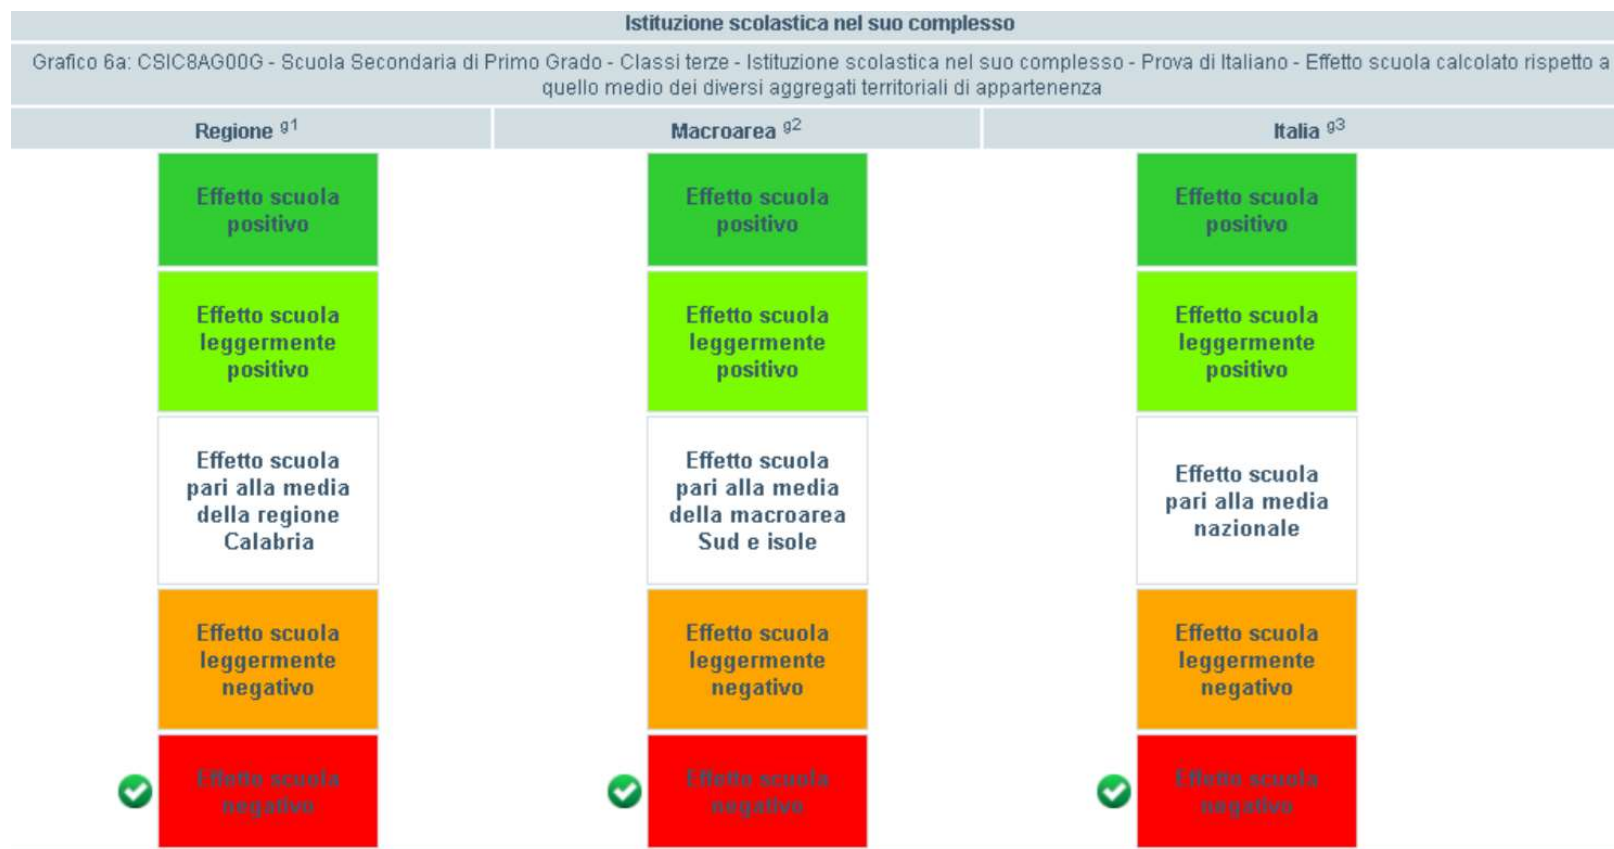 Istituzione scolastica nel suo complesso
Grafico 6a: CSIC8AG00G - Scuola Secondaria di Primo Grado - Classi terze - Istituzione scolastica nel suo complesso - Prova di Italiano - Effetto scuola calcolato rispetto a
quello medio dei diversi aggregati territoriali di appartenenza
Regione g1
Macroarea g2
Italia g3
Effetto scuola
positivo
Effetto scuola
positivo
Effetto scuola
positivo
Effetto scuola
leggermente
positivo
Effetto scuola
leggermente
positivo
Effetto scuola
leggermente
positivo
Effetto scuola
pari alla media
della regione
Calabria
Effetto scuola
pari alla media
della macroarea
Sud e isole
Effetto scuola
pari alla media
nazionale
Effetto scuola
leggermente
negativo
Effetto scuola
leggermente
negativo
Effetto scuola
leggermente
negativo
Effetto scuola
negativo
Effetto scuola
negativo
Effetto scuola
negativo